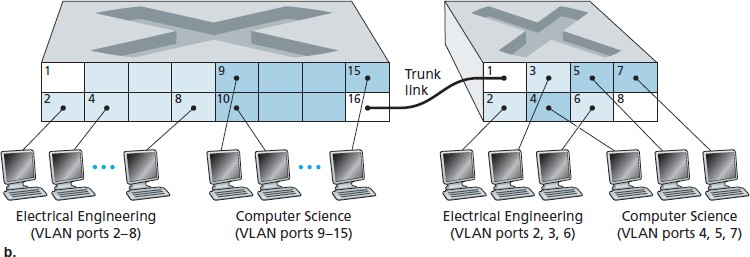 1 9 15
2 4 8 10 16
Trunk
link
1 3 5 7
2 4 6 8
Electrical Engineering
(VLAN ports 2–8)
Computer Science
(VLAN ports 9–15)
Electrical Engineering
(VLAN ports 2, 3, 6)
Computer Science
(VLAN ports 4, 5, 7)
b.